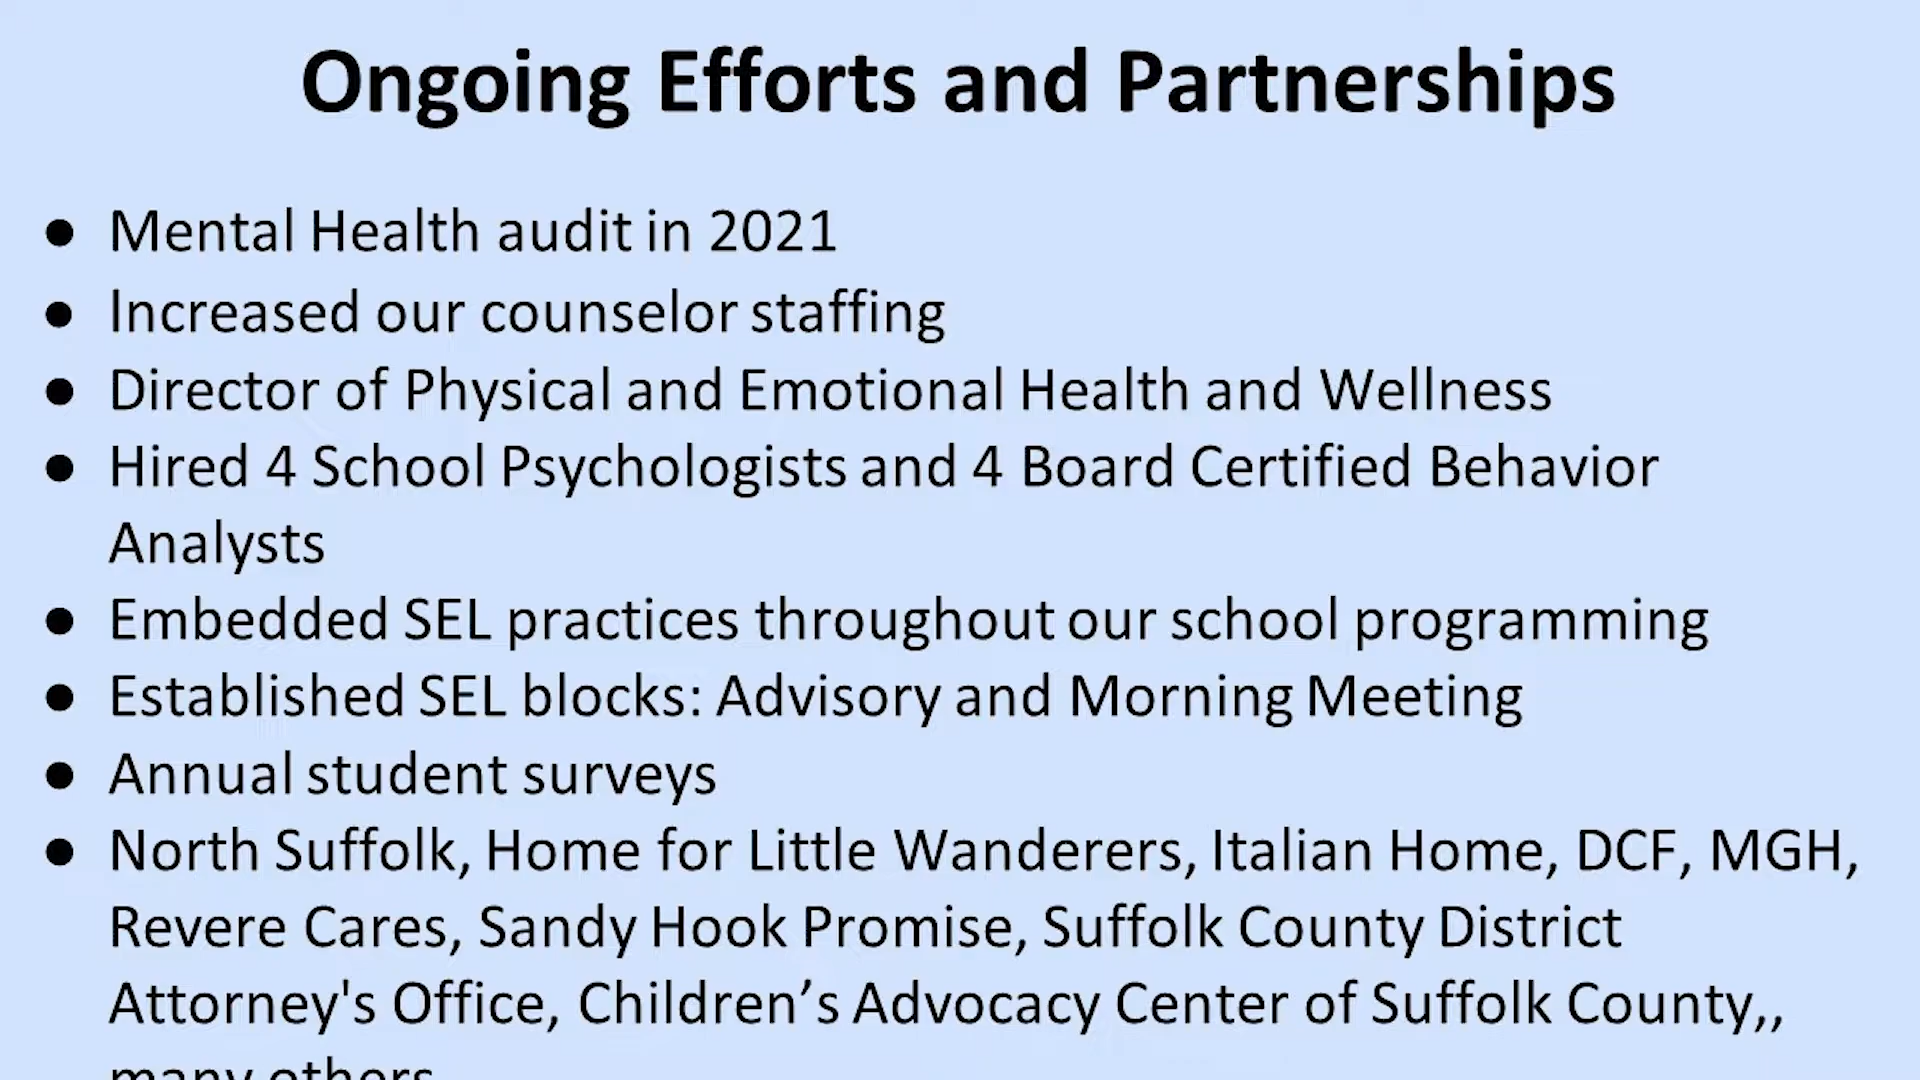 Ongoing Efforts and Partnerships
● Mental Health audit in 2021
● Increased our counselor staffing
● Director of Physical and Emotional Health and Wellness
● Hired 4 School Psychologists and 4 Board Certified Behavior
Analysts
● Embedded SEL practices throughout our school programming
● Established SEL blocks: Advisory and Morning Meeting
● Annual student surveys
● North Suffolk, Home for Little Wanderers, Italian Home, DCF, MGH,
Revere Cares, Sandy Hook Promise, Suffolk County District
Attorney's Office, Children’s Advocacy Center of Suffolk County,,
many others